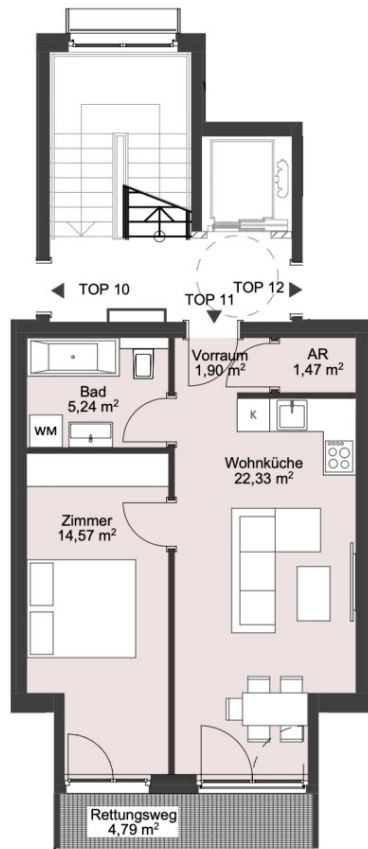 TOP 10
TOP 12
TOP 11
Vorraum
1,90 m²
AR
1,47 m²
Bad
5,24 m²
WM
K
Wohnküche
22,33 m²
Zimmer
14,57 m²
Rettungsweg
4,79 m²